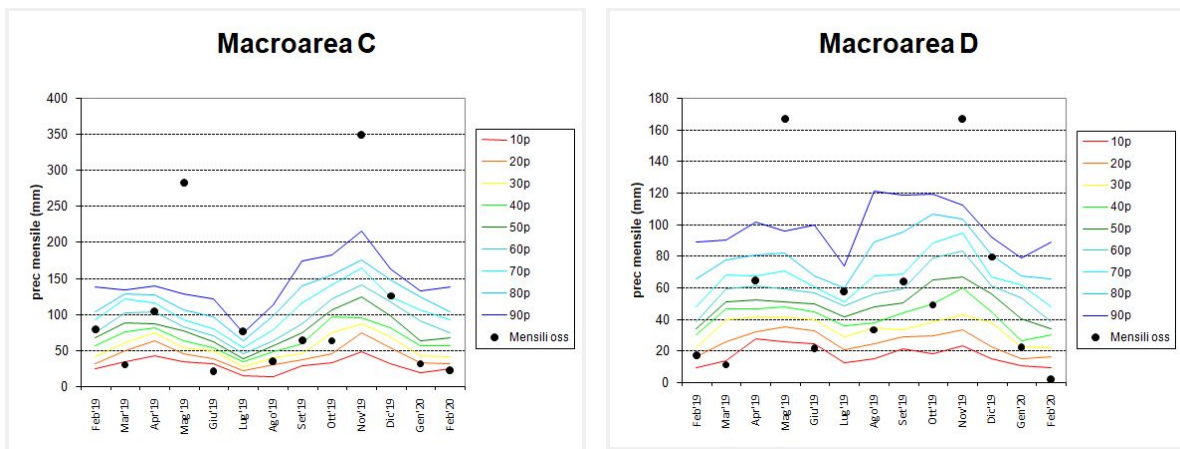 Macroarea C
prec mensile (mm)
400
350
300
250
200
150
100
50
0
Feb'19
Mar'19
Apr'19
Mag'19
Giu'19
Lug'19
Ago'19
Set'19
Ott'19
Nov'19
Dic'19
Gen'20
Feb'20
10p
20p
30p
40p
50p
60p
70p
80p
90p
Mensili oss
Macroarea D
prec mensile (mm)
180
160
140
120
100
80
60
40
20
0
Feb'19
Mar'19
Apr'19
Mag'19
Giu'19
Lug'19
Ago'19
Set'19
Ott'19
Nov'19
Dic'19
Gen'20
Feb'20
10p
20p
30p
40p
50p
60p
70p
80p
90p
Mensili oss